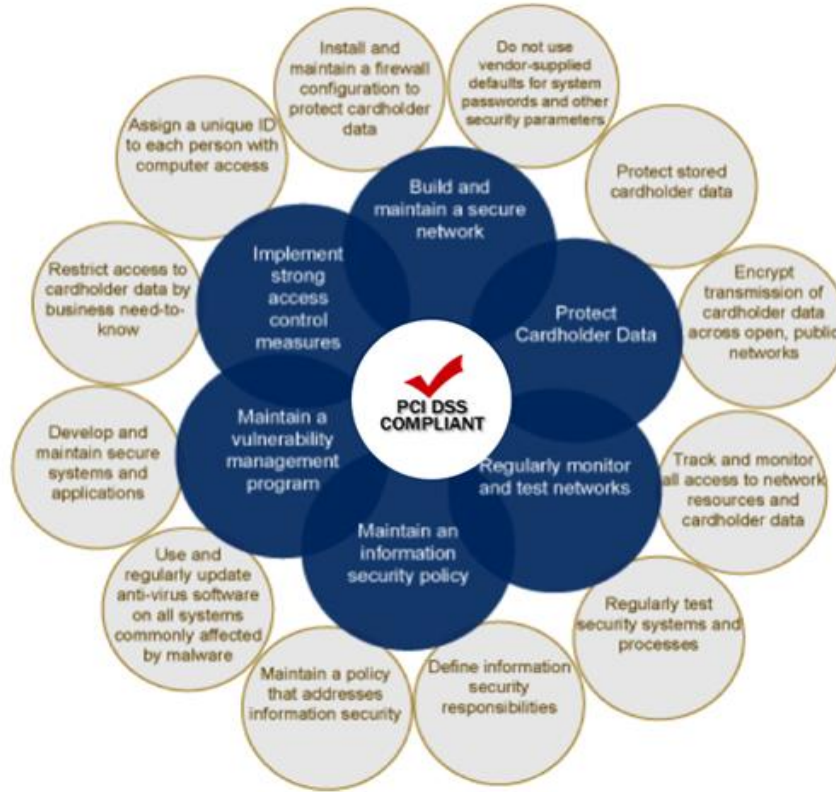 Install and
maintain a firewall
configuration to
protect cardholder
data
Do not use
vendor-supplied
defaults for system
passwords and other
security parameters
Assign a unique ID
to each person with
computer access
Protect stored
cardholder data
Build and
maintain a secure
network
Implement
strong
access
control
measures
Restrict access to
cardholder data by
business need-to-
know
Encrypt
transmission of
cardholder data
across open, public
networks
Protect
Cardholder Data
PCI DSS
COMPLIANT
Maintain a
vulnerability
management
program
Develop and
maintain secure
systems and
applications
Regularly monitor
and test networks
Track and monitor
all access to network
resources and
cardholder data
Maintain an
information
security policy
Use and
regularly update
anti-virus software
on all systems
commonly affected
by malware
Regularly test
security systems and
processes
Maintain a policy
that addresses
information security
Define information
security
responsibilities